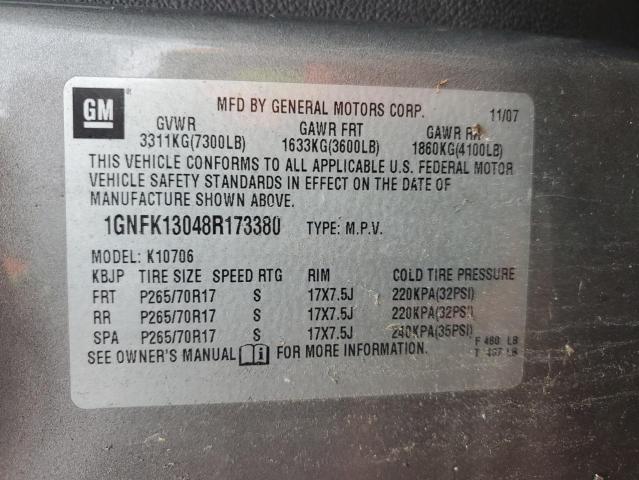 GM
MFD BY GENERAL MOTORS CORP. 11/07
GVWR GAWR FRT GAWR RR
3311KG(7300LB) 1633KG(3600LB) 1860KG(4100LB)
THIS VEHICLE CONFORMS TO ALL APPLICABLE U.S. FEDERAL MOTOR
VEHICLE SAFETY STANDARDS IN EFFECT ON THE DATE OF
MANUFACTURE SHOWN ABOVE.
1GNFK13048R173380 TYPE: M.P.V.
MODEL: K10706
KBJP TIRE SIZE SPEED RTG RIM COLD TIRE PRESSURE
FRT P265/70R17 S 17X7.5J 220KPA(32PSI)
RR P265/70R17 S 17X7.5J 220KPA(32PSI)
SPA P265/70R17 S 17X7.5J 240KPA(35PSI)
SEE OWNER'S MANUAL FOR MORE INFORMATION.